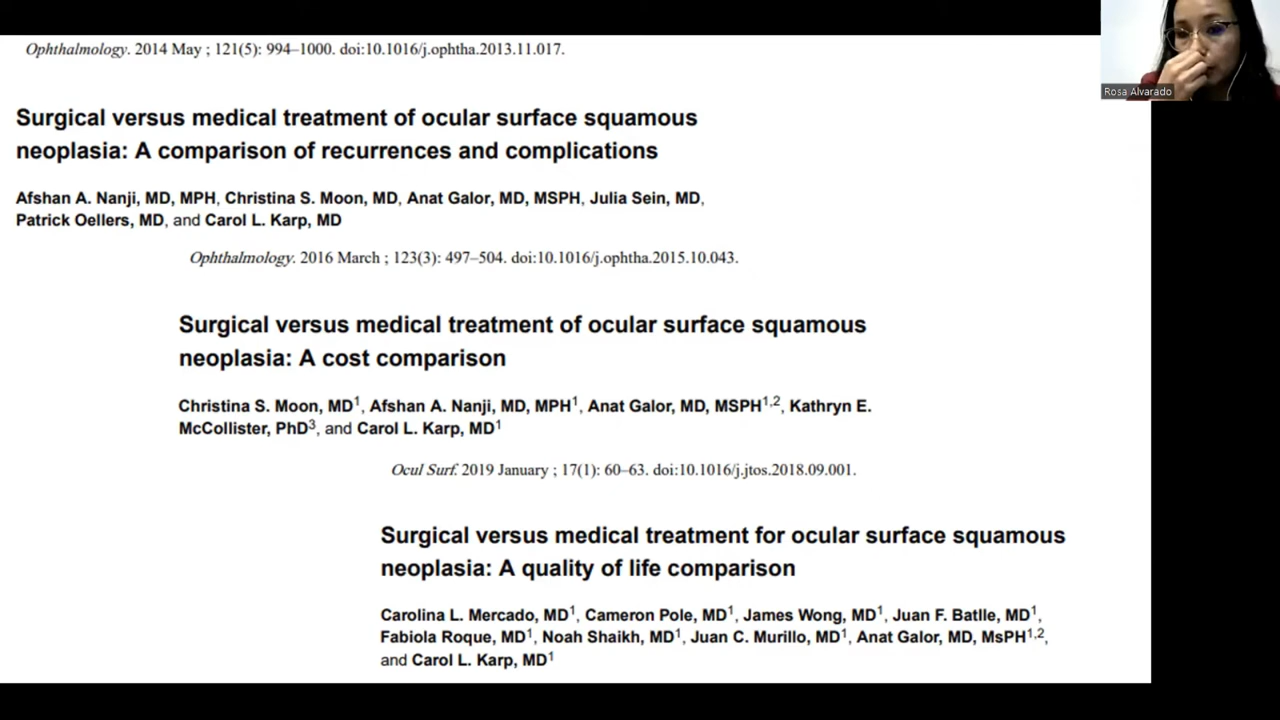 Ophthalmology. 2014 May ; 121(5): 994–1000. doi:10.1016/j.ophtha.2013.11.017.
Rosa Alvarado
Surgical versus medical treatment of ocular surface squamous
neoplasia: A comparison of recurrences and complications
Afshan A. Nanji, MD, MPH, Christina S. Moon, MD, Anat Galor, MD, MSPH, Julia Sein, MD,
Patrick Oellers, MD, and Carol L. Karp, MD
Ophthalmology. 2016 March ; 123(3): 497–504. doi:10.1016/j.ophtha.2015.10.043.
Surgical versus medical treatment of ocular surface squamous
neoplasia: A cost comparison
Christina S. Moon, MD1, Afshan A. Nanji, MD, MPH1, Anat Galor, MD, MSPH1,2, Kathryn E.
McCollister, PhD3, and Carol L. Karp, MD1
Ocul Surf. 2019 January ; 17(1): 60–63. doi:10.1016/j.jtos.2018.09.001.
Surgical versus medical treatment for ocular surface squamous
neoplasia: A quality of life comparison
Carolina L. Mercado, MD1, Cameron Pole, MD1, James Wong, MD1, Juan F. Batlle, MD1,
Fabiola Roque, MD1, Noah Shaikh, MD1, Juan C. Murillo, MD1, Anat Galor, MD, MsPH1,2,
and Carol L. Karp, MD1